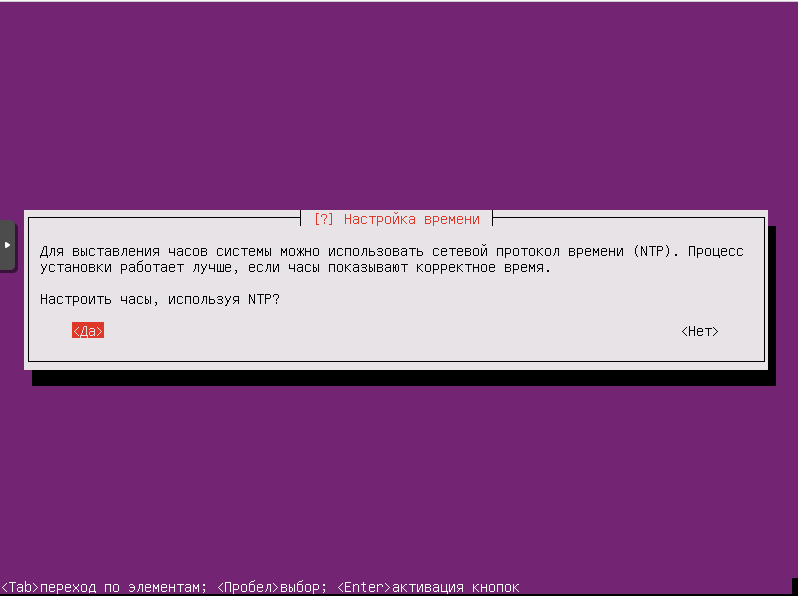 [?] Настройка времени
Для выставления часов системы можно использовать сетевой протокол времени (NTP). Процесс
установки работает лучше, если часы показывают корректное время.
Настроить часы, используя NTP?
<Да> <Нет>
<Tab>переход по элементам; <Пробел>выбор; <Enter>активация кнопок